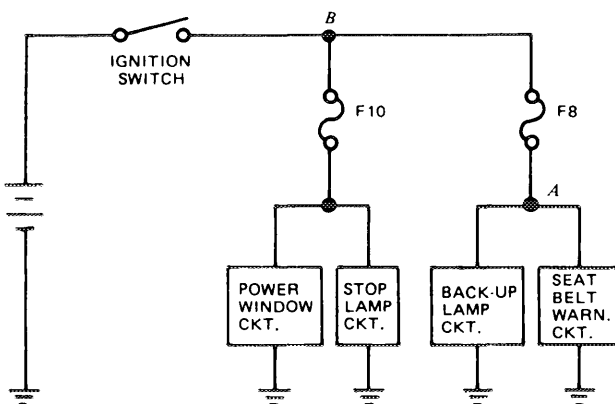 B
IGNITION
SWITCH
F10
F8
A
POWER
WINDOW
CKT.
STOP
LAMP
CKT.
BACK-UP
LAMP
CKT.
SEAT
BELT
WARN.
CKT.